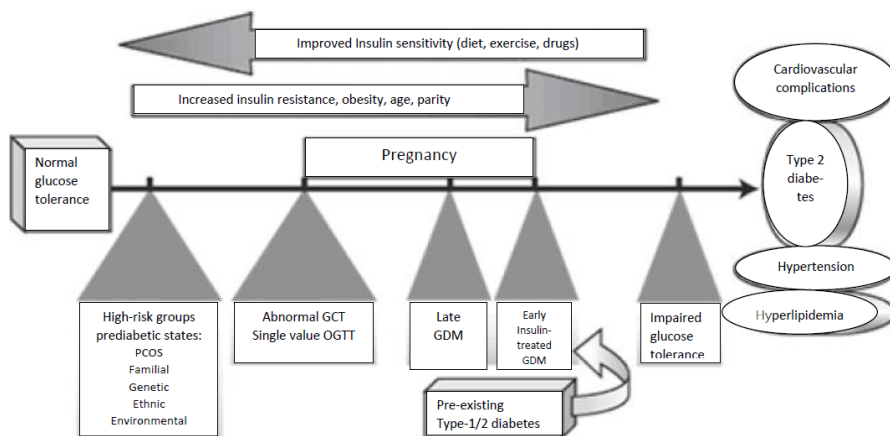 Improved Insulin sensitivity (diet, exercise, drugs)
Increased insulin resistance, obesity, age, parity
Cardiovascular
complications
Normal
glucose
tolerance
Pregnancy
Type 2
diabe-
tes
Hypertension
Hyperlipidemia
High-risk groups
prediabetic states:
PCOS
Familial
Genetic
Ethnic
Environmental
Abnormal GCT
Single value OGTT
Late
GDM
Early
Insulin-
treated
GDM
Impaired
glucose
tolerance
Pre-existing
Type-1/2 diabetes